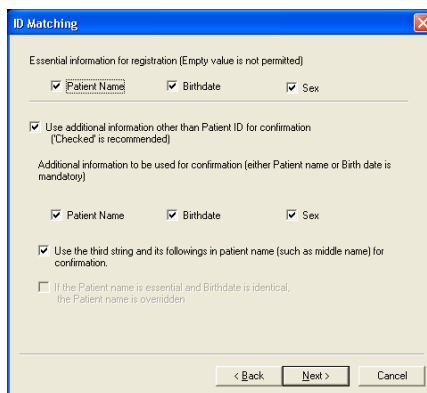 ID Matching
Essential information for registration (Empty value is not permitted)
Patient Name Birthdate Sex
Use additional information other than Patient ID for confirmation
('Checked' is recommended)
Additional information to be used for confirmation (either Patient name or Birth date is
mandatory)
Patient Name Birthdate Sex
Use the third string and its followings in patient name (such as middle name) for
confirmation.
If the Patient name is essential and Birthdate is identical,
the Patient name is overridden
< Back Next > Cancel